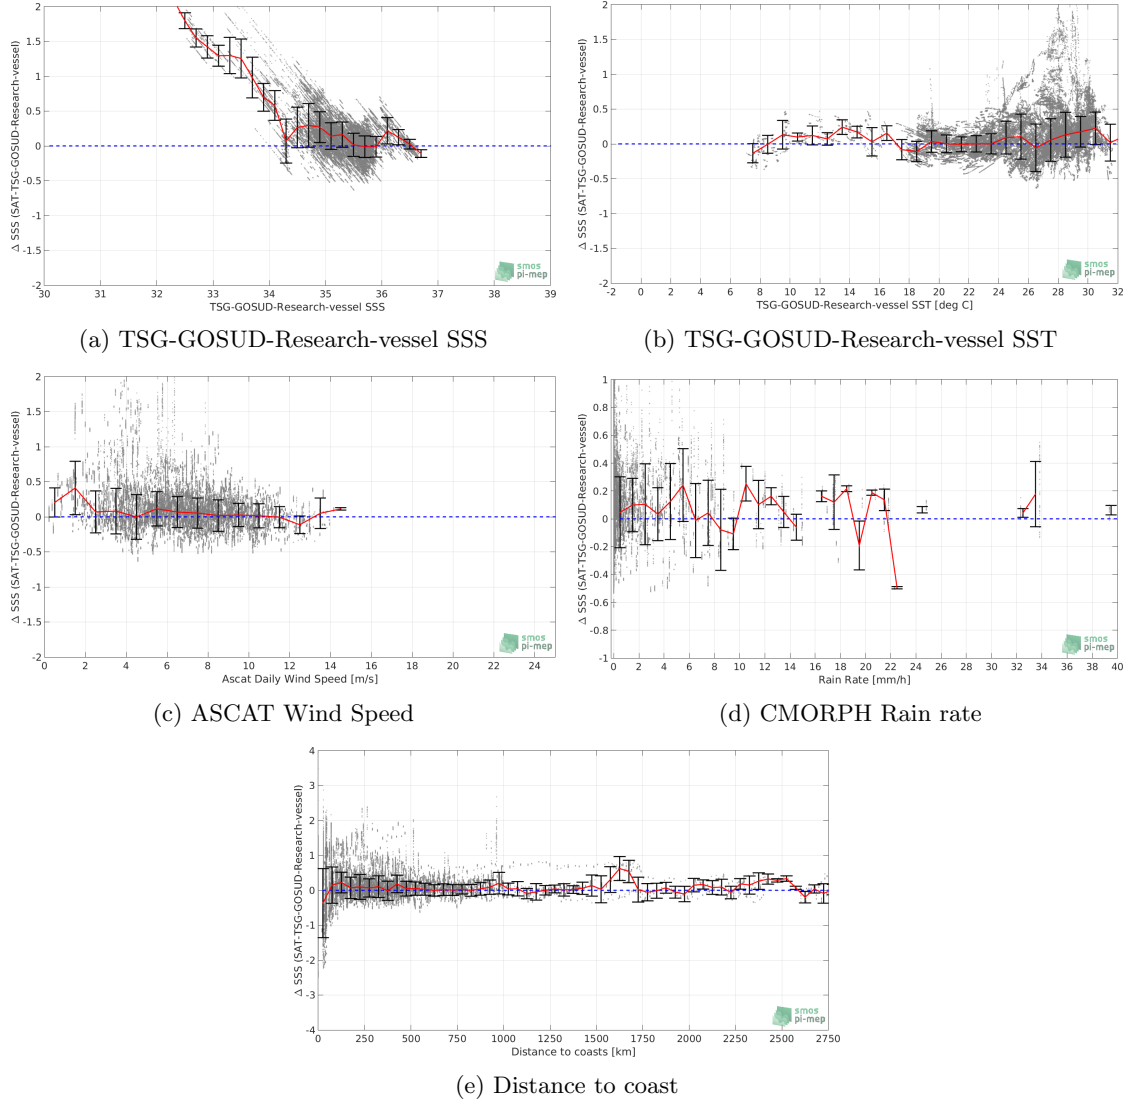 2
1.5
1
0.5
0
-0.5
-1
-1.5
-2
Δ SSS (SAT-TSG-GOSUD-Research-vessel)
30 31 32 33 34 35 36 37 38 39
TSG-GOSUD-Research-vessel SSS
smos
pi-mep
(a) TSG-GOSUD-Research-vessel SSS
2
1.5
1
0.5
0
-0.5
-1
-1.5
-2
Δ SSS (SAT-TSG-GOSUD-Research-vessel)
-2 0 2 4 6 8 10 12 14 16 18 20 22 24 26 28 30 32
TSG-GOSUD-Research-vessel SST [deg C]
smos
pi-mep
(b) TSG-GOSUD-Research-vessel SST
2
1.5
1
0.5
0
-0.5
-1
-1.5
-2
Δ SSS (SAT-TSG-GOSUD-Research-vessel)
0 2 4 6 8 10 12 14 16 18 20 22 24
Ascat Daily Wind Speed [m/s]
smos
pi-mep
(c) ASCAT Wind Speed
1
0.8
0.6
0.4
0.2
0
-0.2
-0.4
-0.6
-0.8
-1
Δ SSS (SAT-TSG-GOSUD-Research-vessel)
0 2 4 6 8 10 12 14 16 18 20 22 24 26 28 30 32 34 36 38 40
Rain Rate [mm/h]
smos
pi-mep
(d) CMORPH Rain rate
4
3
2
1
0
-1
-2
-3
-4
Δ SSS (SAT-TSG-GOSUD-Research-vessel)
0 250 500 750 1000 1250 1500 1750 2000 2250 2500 2750
Distance to coasts [km]
smos
pi-mep
(e) Distance to coast